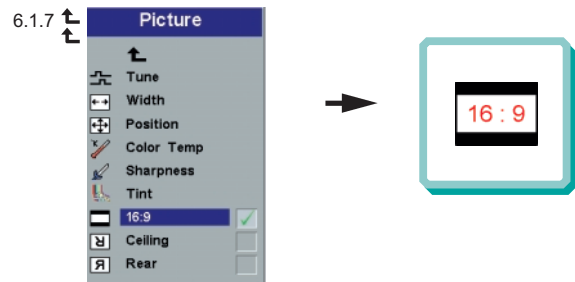 6.1.7
Picture
Tune
Width
Position
Color Temp
Sharpness
Tint
16:9
Ceiling
Rear
16 : 9